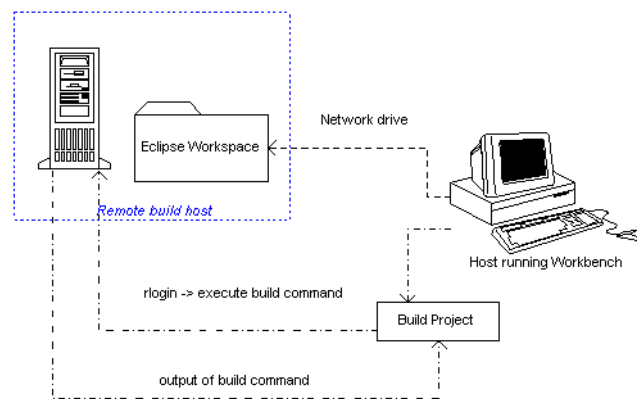 Network drive
Eclipse Workspace
Remote build host
Host running Workbench
rlogin -> execute build command
Build Project
output of build command